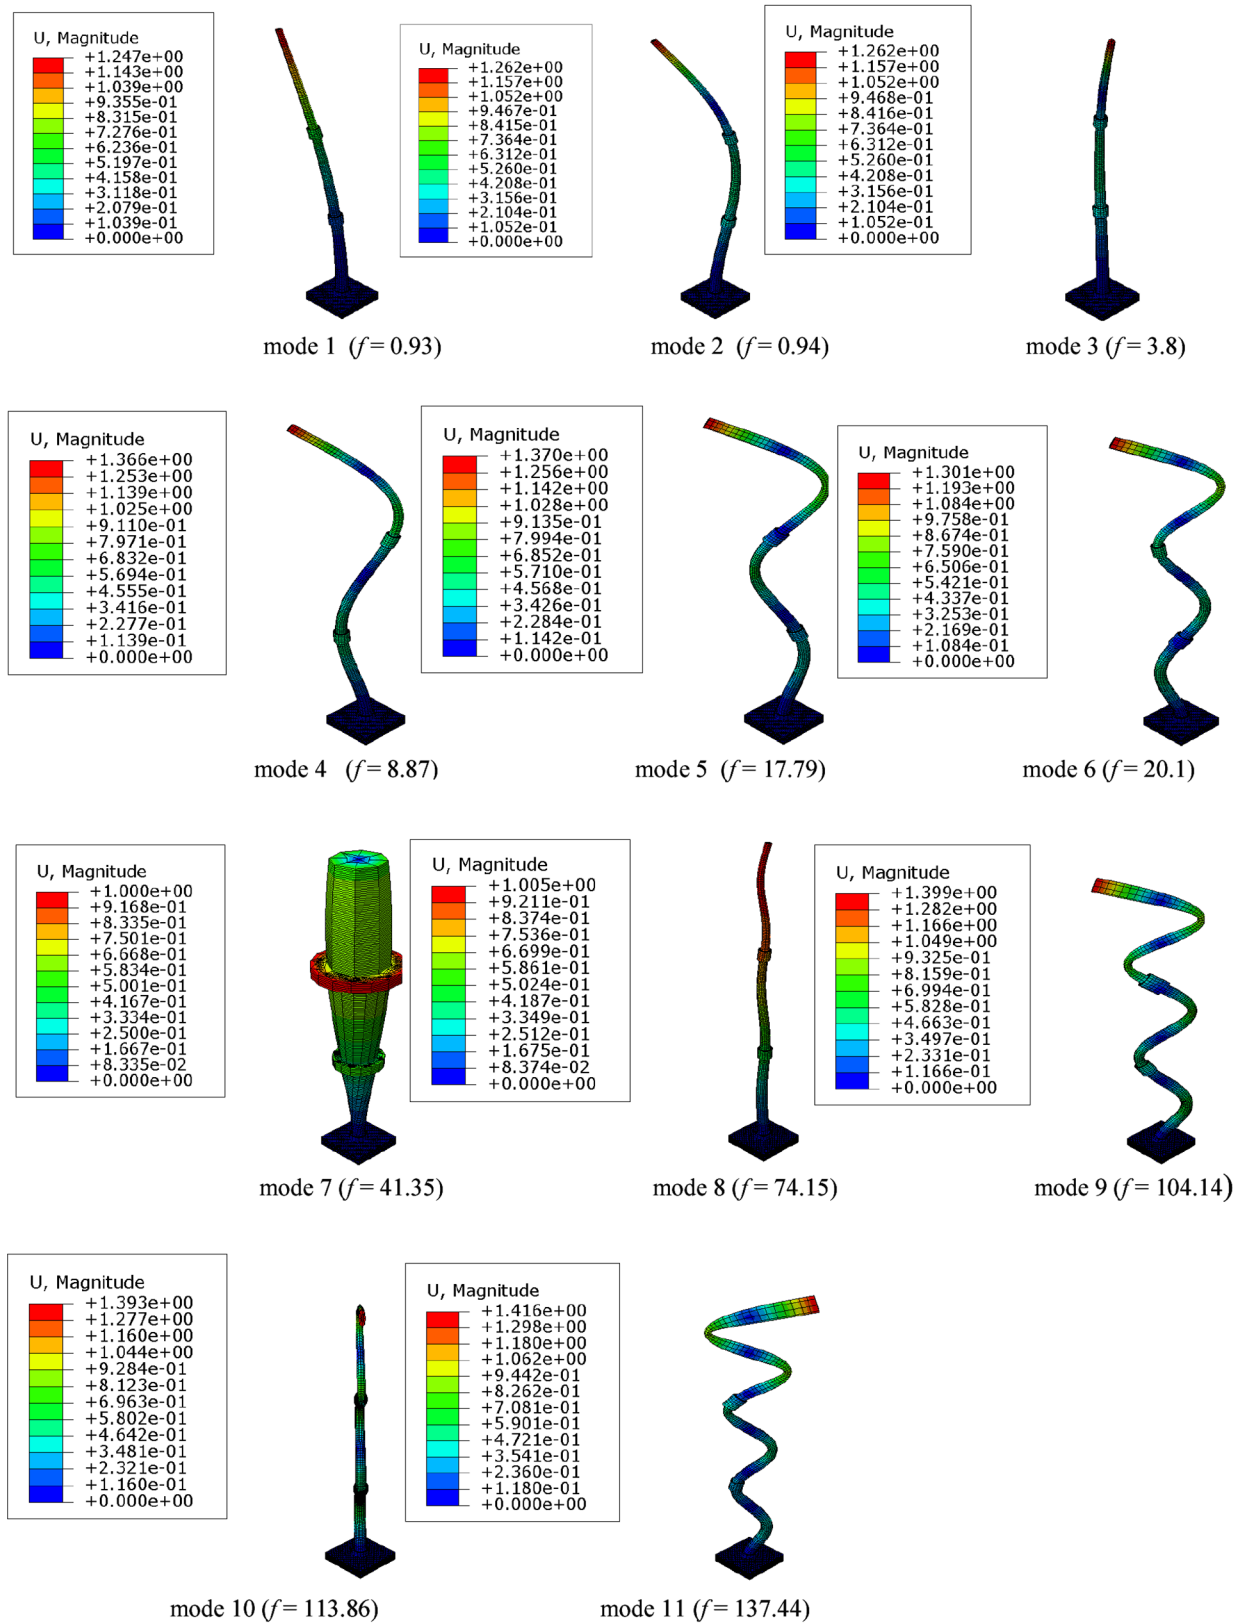 U, Magnitude
+1.247e+00
+1.143e+00
+1.039e+00
+9.355e-01
+8.315e-01
+7.276e-01
+6.236e-01
+5.197e-01
+4.158e-01
+3.118e-01
+2.079e-01
+1.039e-01
+0.000e+00
mode 1 (f = 0.93)
U, Magnitude
+1.262e+00
+1.157e+00
+1.052e+00
+9.467e-01
+8.415e-01
+7.364e-01
+6.312e-01
+5.260e-01
+4.208e-01
+3.156e-01
+2.104e-01
+1.052e-01
+0.000e+00
mode 2 (f = 0.94)
U, Magnitude
+1.262e+00
+1.157e+00
+1.052e+00
+9.468e-01
+8.416e-01
+7.364e-01
+6.312e-01
+5.260e-01
+4.208e-01
+3.156e-01
+2.104e-01
+1.052e-01
+0.000e+00
mode 3 (f = 3.8)
U, Magnitude
+1.366e+00
+1.253e+00
+1.139e+00
+1.025e+00
+9.110e-01
+7.971e-01
+6.832e-01
+5.694e-01
+4.555e-01
+3.416e-01
+2.277e-01
+1.139e-01
+0.000e+00
mode 4 (f = 8.87)
U, Magnitude
+1.370e+00
+1.256e+00
+1.142e+00
+1.028e+00
+9.135e-01
+7.994e-01
+6.852e-01
+5.710e-01
+4.568e-01
+3.426e-01
+2.284e-01
+1.142e-01
+0.000e+00
mode 5 (f = 17.79)
U, Magnitude
+1.301e+00
+1.193e+00
+1.084e+00
+9.758e-01
+8.674e-01
+7.590e-01
+6.506e-01
+5.421e-01
+4.337e-01
+3.253e-01
+2.169e-01
+1.084e-01
+0.000e+00
mode 6 (f = 20.1)
U, Magnitude
+1.000e+00
+9.168e-01
+8.335e-01
+7.501e-01
+6.668e-01
+5.834e-01
+5.001e-01
+4.167e-01
+3.334e-01
+2.500e-01
+1.667e-01
+8.335e-02
+0.000e+00
mode 7 (f = 41.35)
U, Magnitude
+1.005e+00
+9.211e-01
+8.374e-01
+7.536e-01
+6.699e-01
+5.861e-01
+5.024e-01
+4.187e-01
+3.349e-01
+2.512e-01
+1.675e-01
+8.374e-02
+0.000e+00
mode 8 (f = 74.15)
U, Magnitude
+1.399e+00
+1.282e+00
+1.166e+00
+1.049e+00
+9.325e-01
+8.159e-01
+6.994e-01
+5.828e-01
+4.663e-01
+3.497e-01
+2.331e-01
+1.166e-01
+0.000e+00
mode 9 (f = 104.14)
U, Magnitude
+1.393e+00
+1.277e+00
+1.160e+00
+1.044e+00
+9.284e-01
+8.123e-01
+6.963e-01
+5.802e-01
+4.642e-01
+3.481e-01
+2.321e-01
+1.160e-01
+0.000e+00
mode 10 (f = 113.86)
U, Magnitude
+1.416e+00
+1.298e+00
+1.180e+00
+1.062e+00
+9.442e-01
+8.262e-01
+7.081e-01
+5.901e-01
+4.721e-01
+3.541e-01
+2.360e-01
+1.180e-01
+0.000e+00
mode 11 (f = 137.44)